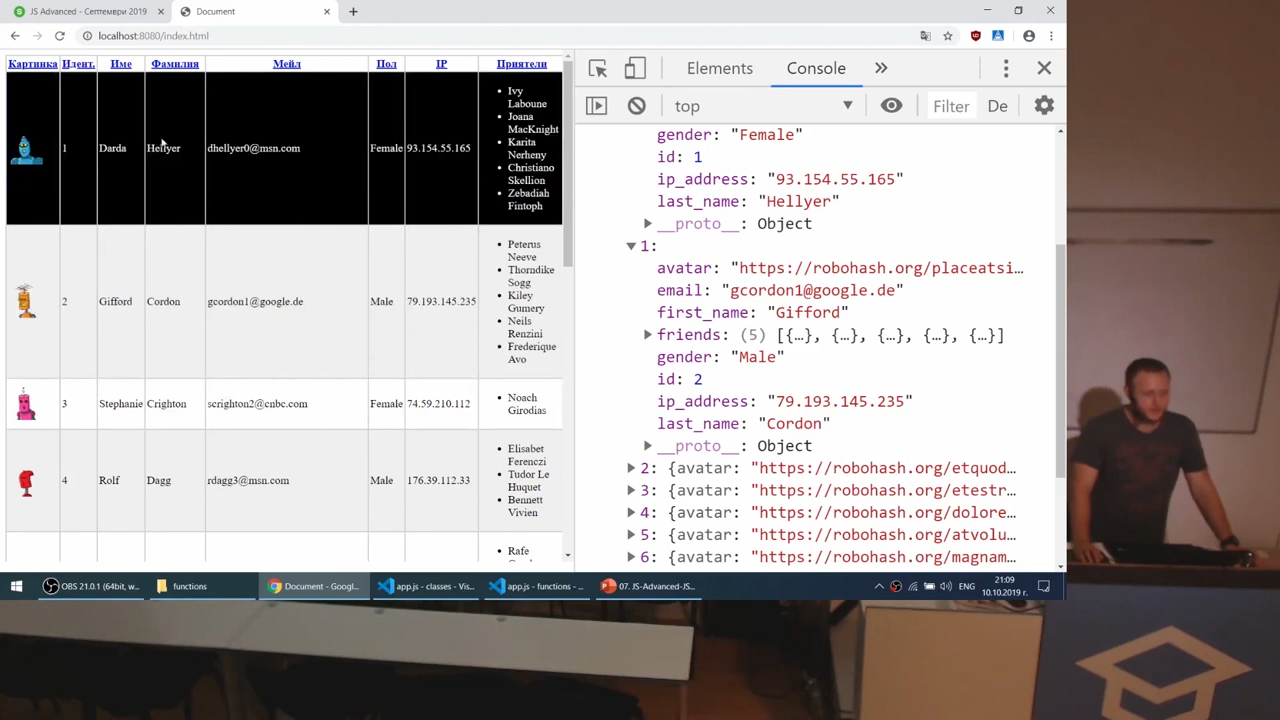 JS Advanced - Септември 2019
Document
localhost:8080/index.html
Картинка Идент. Име Фамилия Мейл Пол IP Приятели
1 Darda Hellyer dhellyer0@msn.com Female 93.154.55.165
Ivy
Laboune
Joana
MacKnight
Karita
Nerheny
Christiano
Skellion
Zebadiah
Fintoph
2 Gifford Cordon gcordon1@google.de Male 79.193.145.235
Peterus
Neeve
Thorndike
Sogg
Kiley
Gumery
Neils
Renzini
Frederique
Avo
3 Stephanie Crighton scrighton2@cnbc.com Female 74.59.210.112
Noach
Girodias
4 Rolf Dagg rdagg3@msn.com Male 176.39.112.33
Elisabet
Ferenczi
Tudor Le
Huquet
Bennett
Vivien
Rafe
Elements Console »
top Filter De
gender: "Female"
id: 1
ip_address: "93.154.55.165"
last_name: "Hellyer"
__proto__: Object
1:
avatar: "https://robohash.org/placeatsi…
email: "gcordon1@google.de"
first_name: "Gifford"
friends: (5) [{…}, {…}, {…}, {…}, {…}]
gender: "Male"
id: 2
ip_address: "79.193.145.235"
last_name: "Cordon"
__proto__: Object
2: {avatar: "https://robohash.org/etquod…
3: {avatar: "https://robohash.org/etestr…
4: {avatar: "https://robohash.org/dolore…
5: {avatar: "https://robohash.org/atvolu…
6: {avatar: "https://robohash.org/magnam…
OBS 21.0.1 (64bit, w... functions Document - Googl... app.js - classes - Vis... app.js - functions - ... 07. JS-Advanced-JS... ENG 21:09
10.10.2019 г.